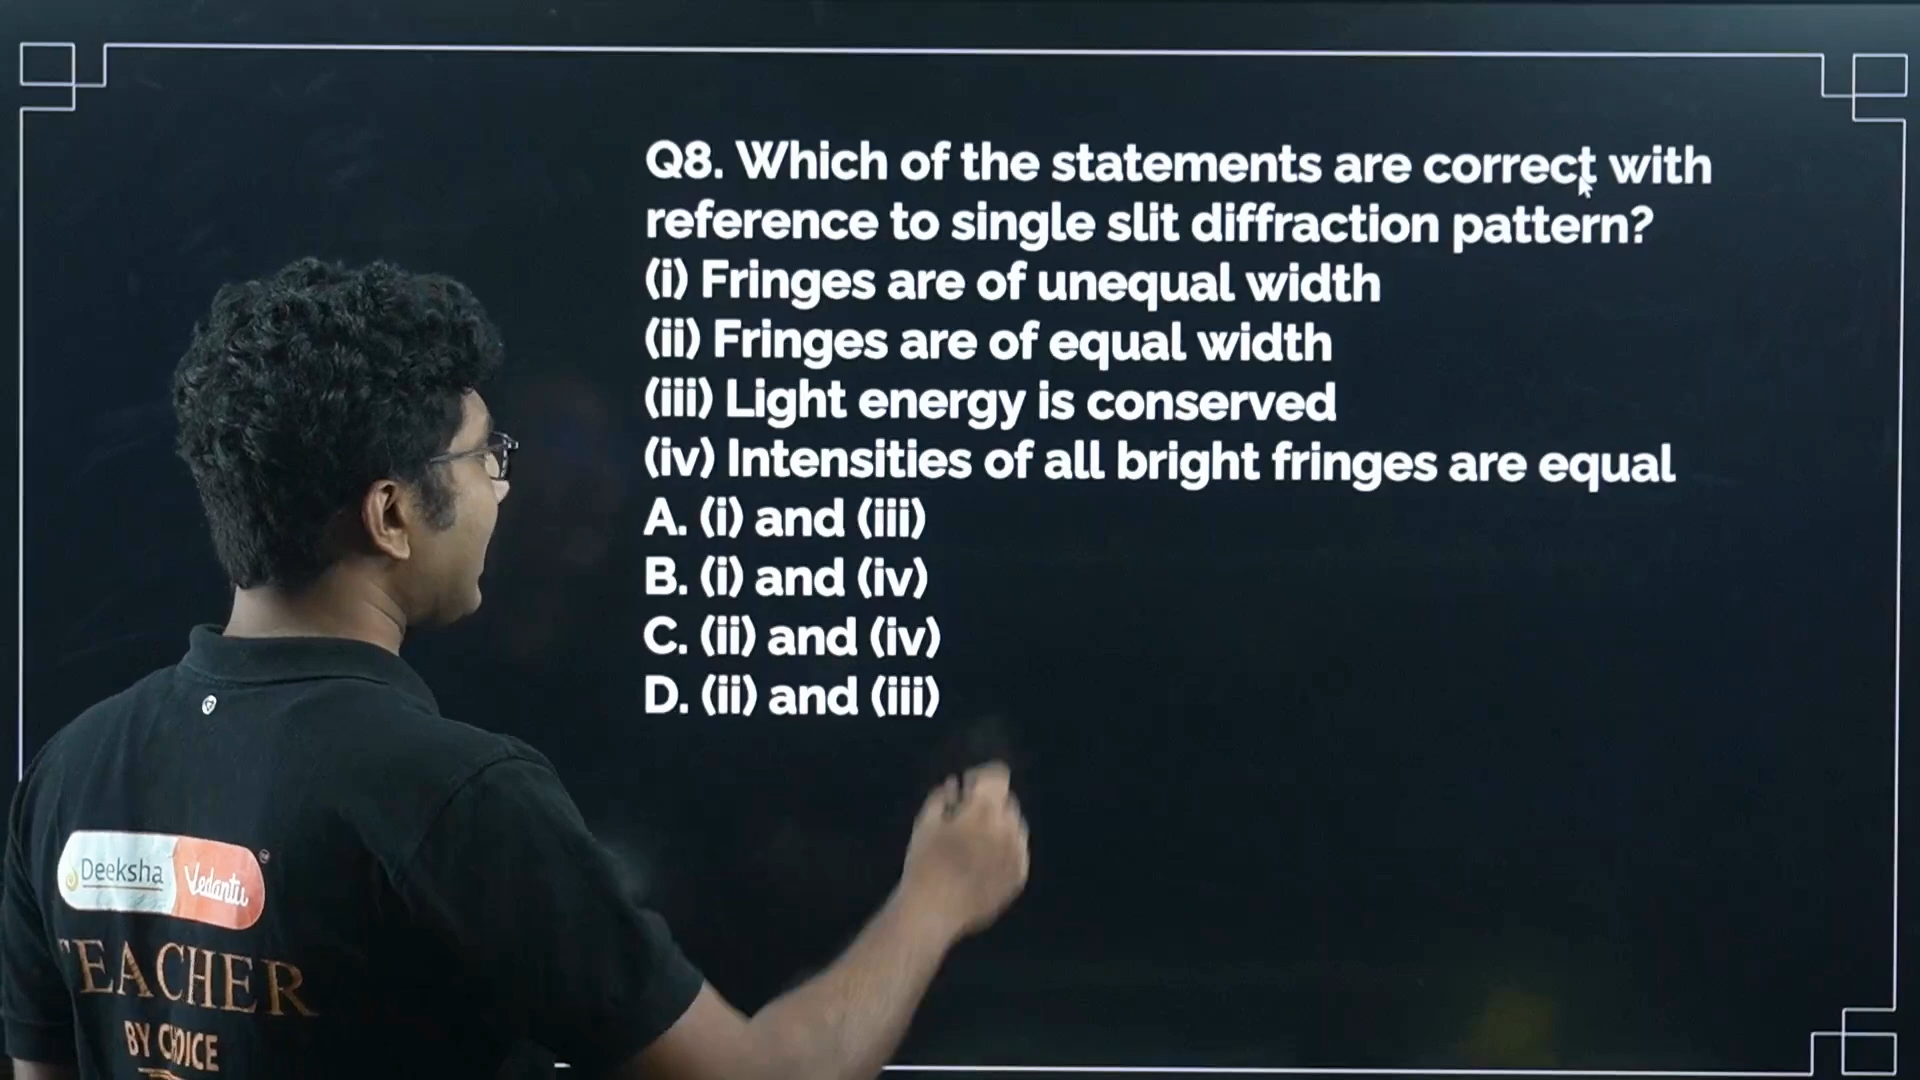 Q8. Which of the statements are correct with
reference to single slit diffraction pattern?
(i) Fringes are of unequal width
(ii) Fringes are of equal width
(iii) Light energy is conserved
(iv) Intensities of all bright fringes are equal
A. (i) and (iii)
B. (i) and (iv)
C. (ii) and (iv)
D. (ii) and (iii)
Deeksha Vedantu
TEACHER
BY CHOICE